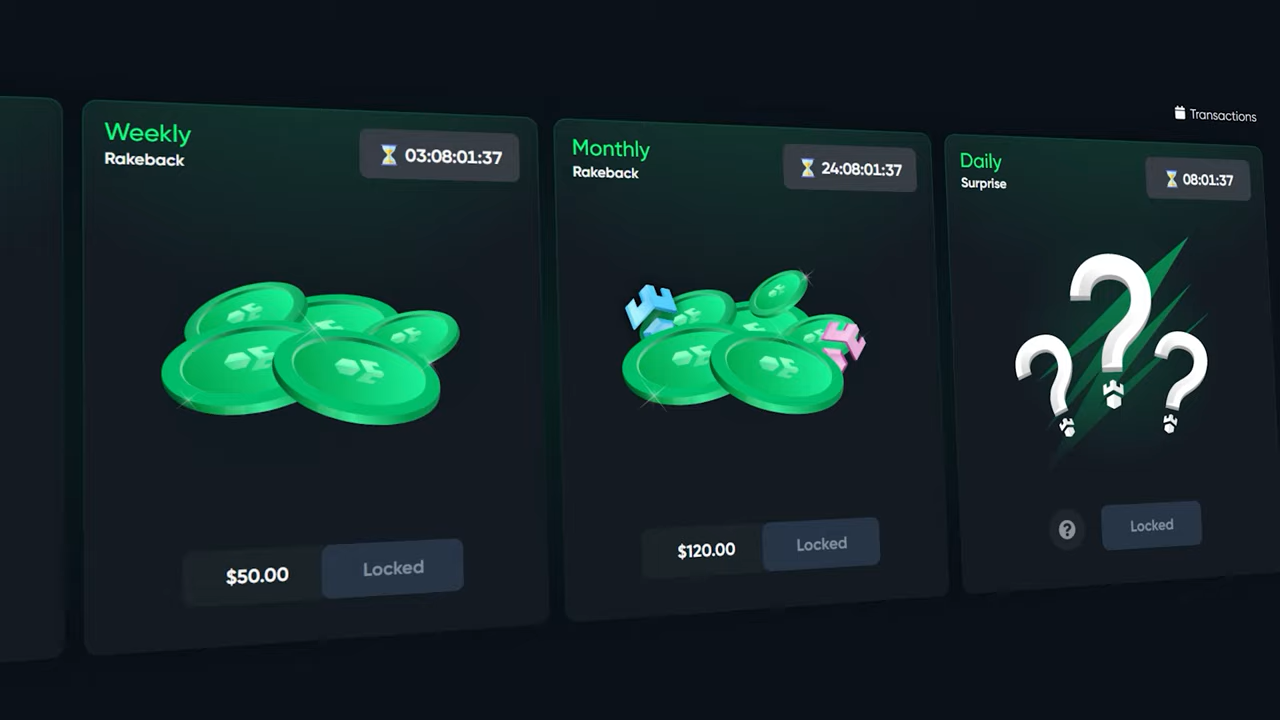 Transactions
Weekly
Rakeback
03:08:01:37
$50.00
Locked
Monthly
Rakeback
24:08:01:37
$120.00
Locked
Daily
Surprise
08:01:37
?
Locked